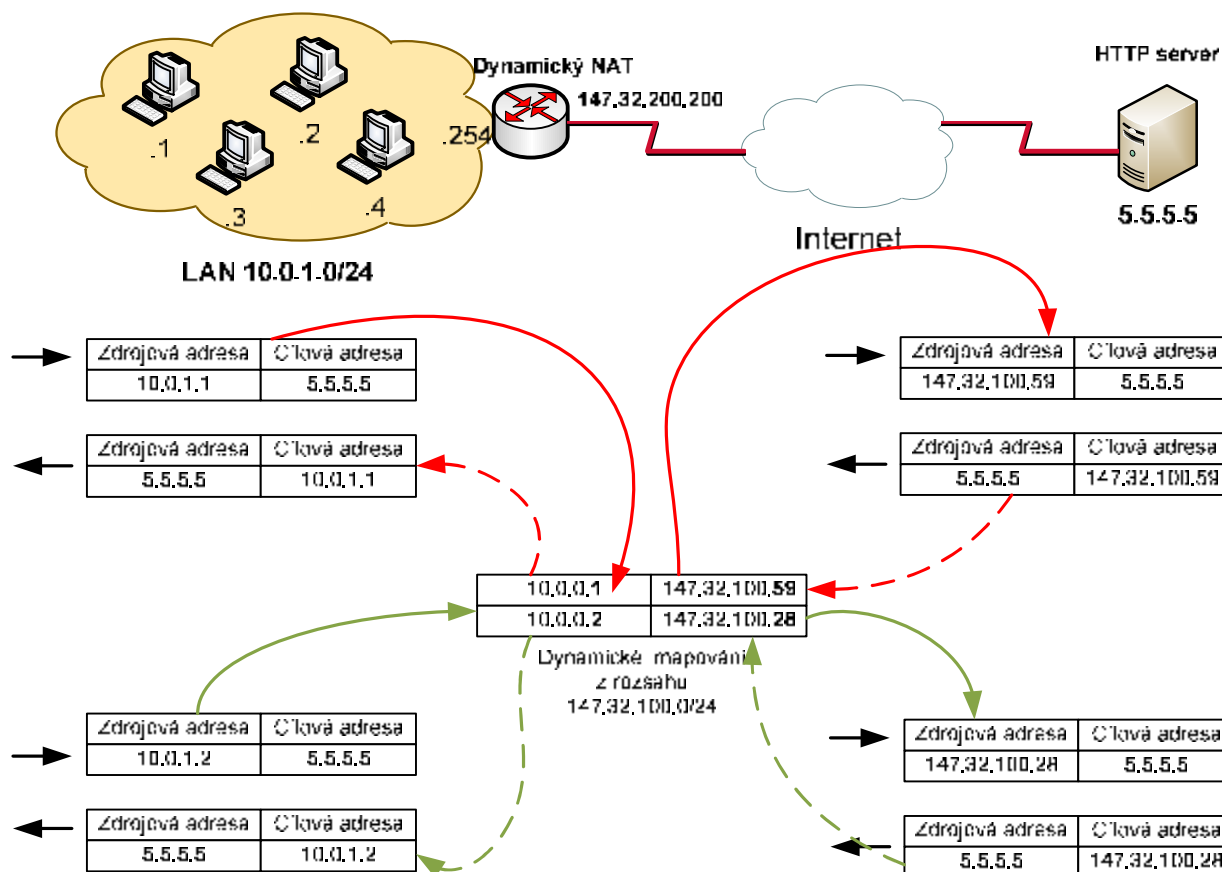 Dynamický NAT
HTTP server
147.32.200.200
.1
.2
.254
.3
.4
5.5.5.5
Internet
LAN 10.0.1.0/24
Zdrojová adresa Cílová adresa
10.0.1.1 5.5.5.5
Zdrojová adresa Cílová adresa
147.32.100.59 5.5.5.5
Zdrojová adresa Cílová adresa
5.5.5.5 10.0.1.1
Zdrojová adresa Cílová adresa
5.5.5.5 147.32.100.59
10.0.0.1 147.32.100.59
10.0.0.2 147.32.100.28
Dynamické mapování
z rozsahu
147.32.100.0/24
Zdrojová adresa Cílová adresa
10.0.1.2 5.5.5.5
Zdrojová adresa Cílová adresa
147.32.100.28 5.5.5.5
Zdrojová adresa Cílová adresa
5.5.5.5 10.0.1.2
Zdrojová adresa Cílová adresa
5.5.5.5 147.32.100.28